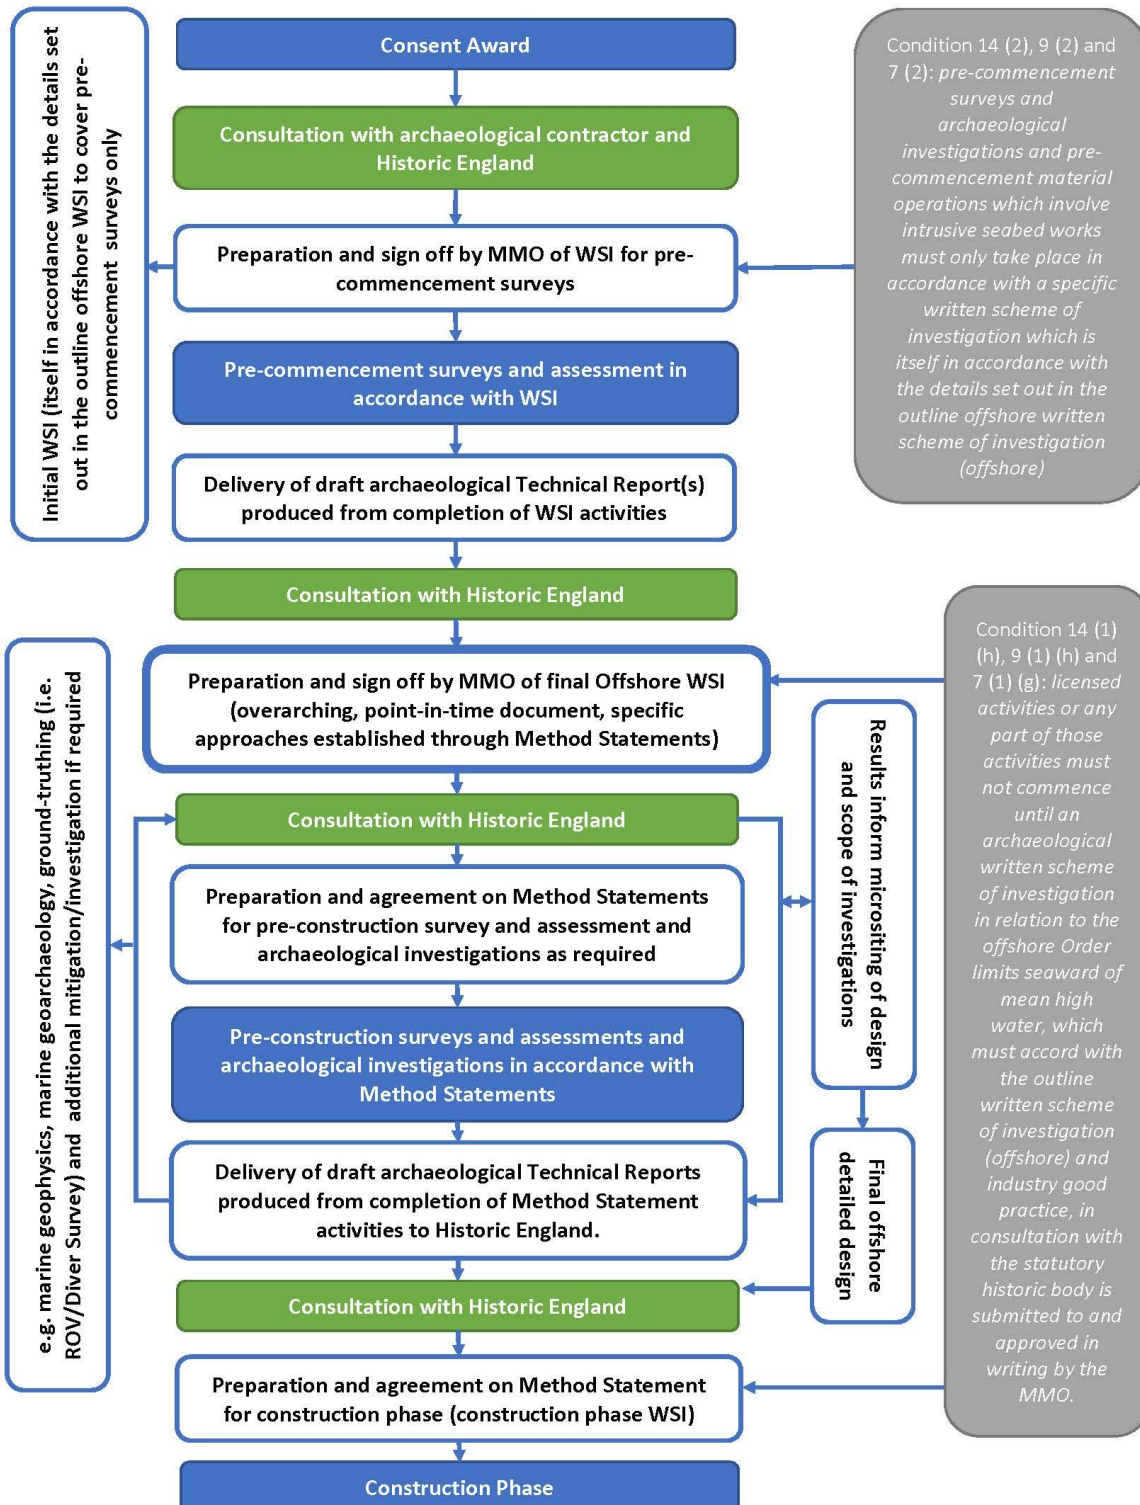 Initial WSI (itself in accordance with the details set
out in the outline offshore WSI to cover pre-
commencement surveys only
Consent Award
Consultation with archaeological contractor and
Historic England
Preparation and sign off by MMO of WSI for pre-
commencement surveys
Pre-commencement surveys and assessment in
accordance with WSI
Delivery of draft archaeological Technical Report(s)
produced from completion of WSI activities
Consultation with Historic England
Condition 14 (2), 9 (2) and
7 (2): pre-commencement
surveys and
archaeological
investigations and pre-
commencement material
operations which involve
intrusive seabed works
must only take place in
accordance with a specific
written scheme of
investigation which is
itself in accordance with
the details set out in the
outline offshore written
scheme of investigation
(offshore)
e.g. marine geophysics, marine geoarchaeology, ground-truthing (i.e.
ROV/Diver Survey) and additional mitigation/investigation if required
Preparation and sign off by MMO of final Offshore WSI
(overarching, point-in-time document, specific
approaches established through Method Statements)
Consultation with Historic England
Preparation and agreement on Method Statements
for pre-construction survey and assessment and
archaeological investigations as required
Pre-construction surveys and assessments and
archaeological investigations in accordance with
Method Statements
Delivery of draft archaeological Technical Reports
produced from completion of Method Statement
activities to Historic England.
Consultation with Historic England
Preparation and agreement on Method Statement
for construction phase (construction phase WSI)
Construction Phase
Results inform micrositing of design
and scope of investigations
Final offshore
detailed design
Condition 14 (1)
(h), 9 (1) (h) and
7 (1) (g): licensed
activities or any
part of those
activities must
not commence
until an
archaeological
written scheme
of investigation
in relation to the
offshore Order
limits seaward of
mean high
water, which
must accord with
the outline
written scheme
of investigation
(offshore) and
industry good
practice, in
consultation with
the statutory
historic body is
submitted to and
approved in
writing by the
MMO.